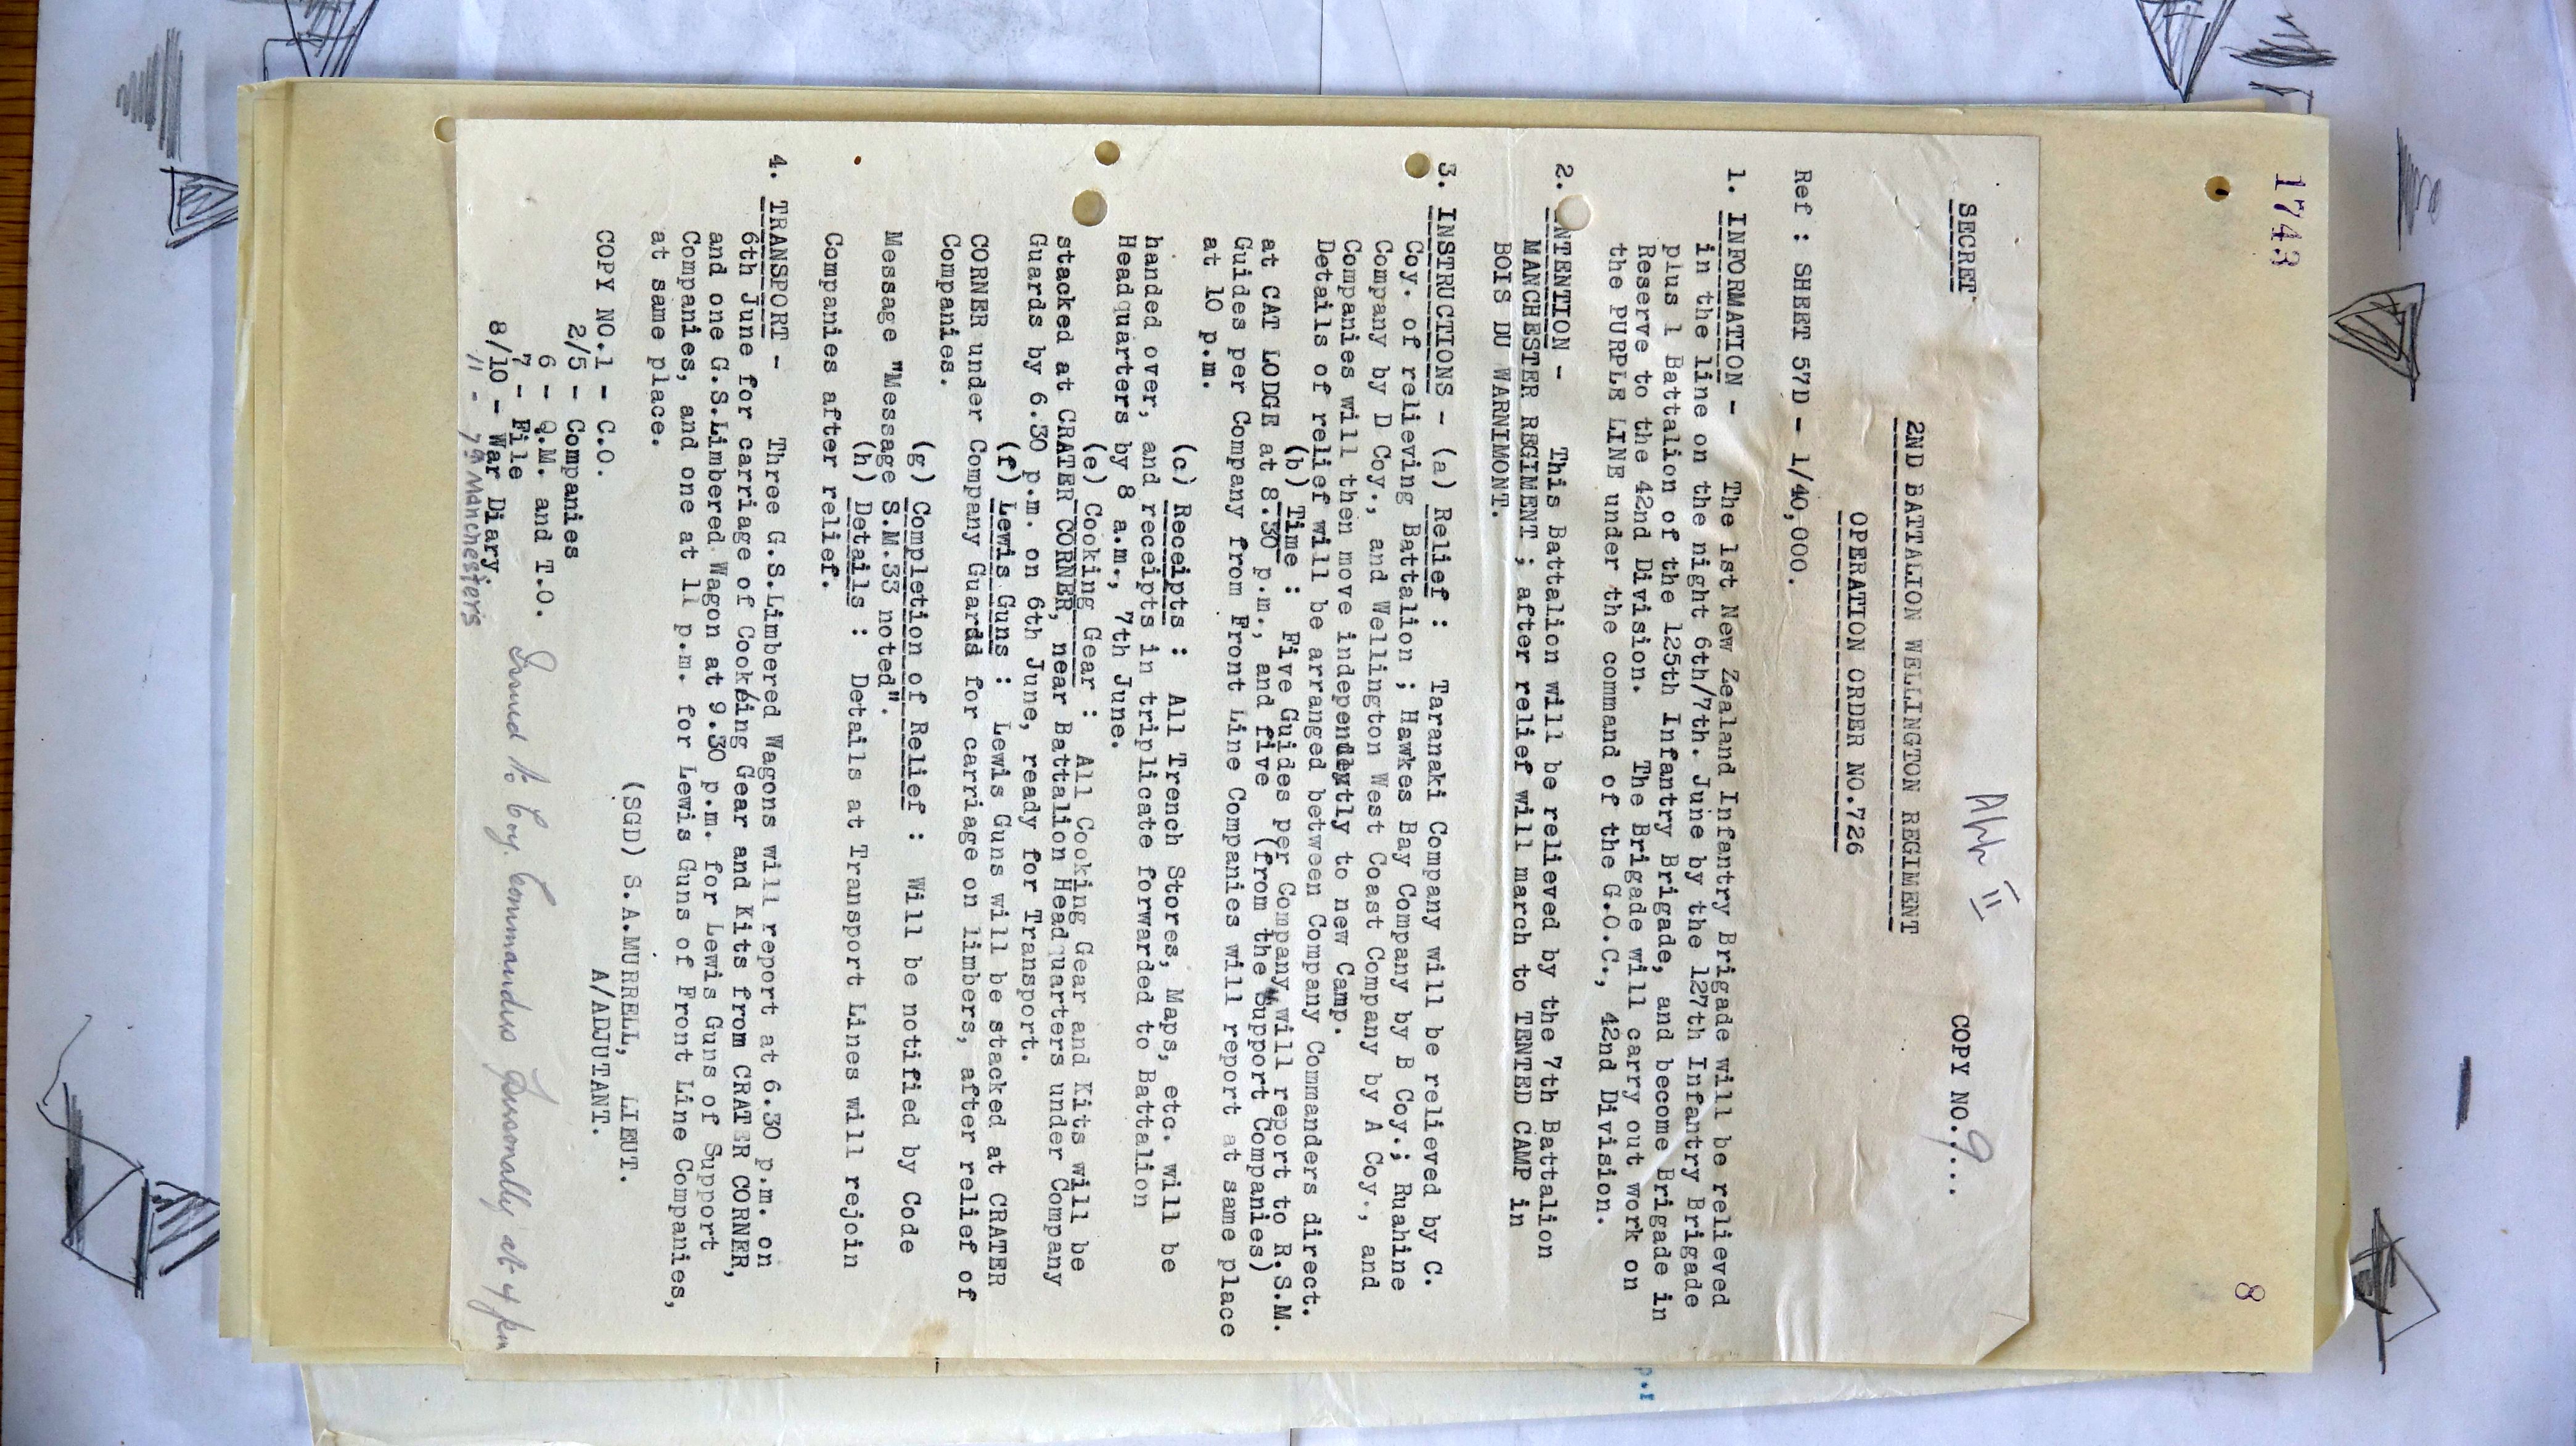 1743
8
App II
SECRET
COPY NO.9...
2ND BATTALION WELLINGTON REGIMENT
OPERATION ORDER NO.726
Ref : SHEET 57D - 1/40,000.
1. INFORMATION - The 1st New Zealand Infantry Brigade will be relieved
in the line on the night 6th/7th. June by the 127th Infantry Brigade
plus 1 Battalion of the 125th Infantry Brigade, and become Brigade in
Reserve to the 42nd Division. The Brigade will carry out work on
the PURPLE LINE under the command of the G.O.C., 42nd Division.
2. INTENTION - This Battalion will be relieved by the 7th Battalion
MANCHESTER REGIMENT ; after relief will march to TENTED CAMP in
BOIS DU WARNIMONT.
3. INSTRUCTIONS - (a) Relief : Taranaki Company will be relieved by C.
Coy. of relieving Battalion ; Hawkes Bay Company by B Coy.; Ruahine
Company by D Coy., and Wellington West Coast Company by A Coy., and
Companies will then move independently to new Camp.
Details of relief will be arranged between Company Commanders direct.
(b) Time : Five Guides per Company will report to R.S.M.
at CAT LODGE at 8.30 p.m., and five (from the Support Companies)
Guides per Company from Front Line Companies will report at same place
at 10 p.m.
(c) Receipts : All Trench Stores, Maps, etc. will be
handed over, and receipts in triplicate forwarded to Battalion
Headquarters by 8 a.m., 7th June.
(e) Cooking Gear : All Cooking Gear and Kits will be
stacked at CRATER CORNER, near Battalion Headquarters under Company
Guards by 6.30 p.m. on 6th June, ready for Transport.
(f) Lewis Guns : Lewis Guns will be stacked at CRATER
CORNER under Company Guards for carriage on limbers, after relief of
Companies.
(g) Completion of Relief : Will be notified by Code
Message "Message S.M.33 noted".
(h) Details : Details at Transport Lines will rejoin
Companies after relief.
4. TRANSPORT - Three G.S.Limbered Wagons will report at 6.30 p.m. on
6th June for carriage of Cooking Gear and Kits from CRATER CORNER,
and one G.S.Limbered Wagon at 9.30 p.m. for Lewis Guns of Support
Companies, and one at 11 p.m. for Lewis Guns of Front Line Companies,
at same place.
(SGD) S.A.MURRELL, LIEUT.
A/ADJUTANT.
COPY NO.1 - C.O.
2/5 - Companies
6 - Q.M. and T.O.
7 - File
8/10 - War Diary
11 - 7th Manchesters
Issued to Coy. Commanders personally at 4 pm
p.r